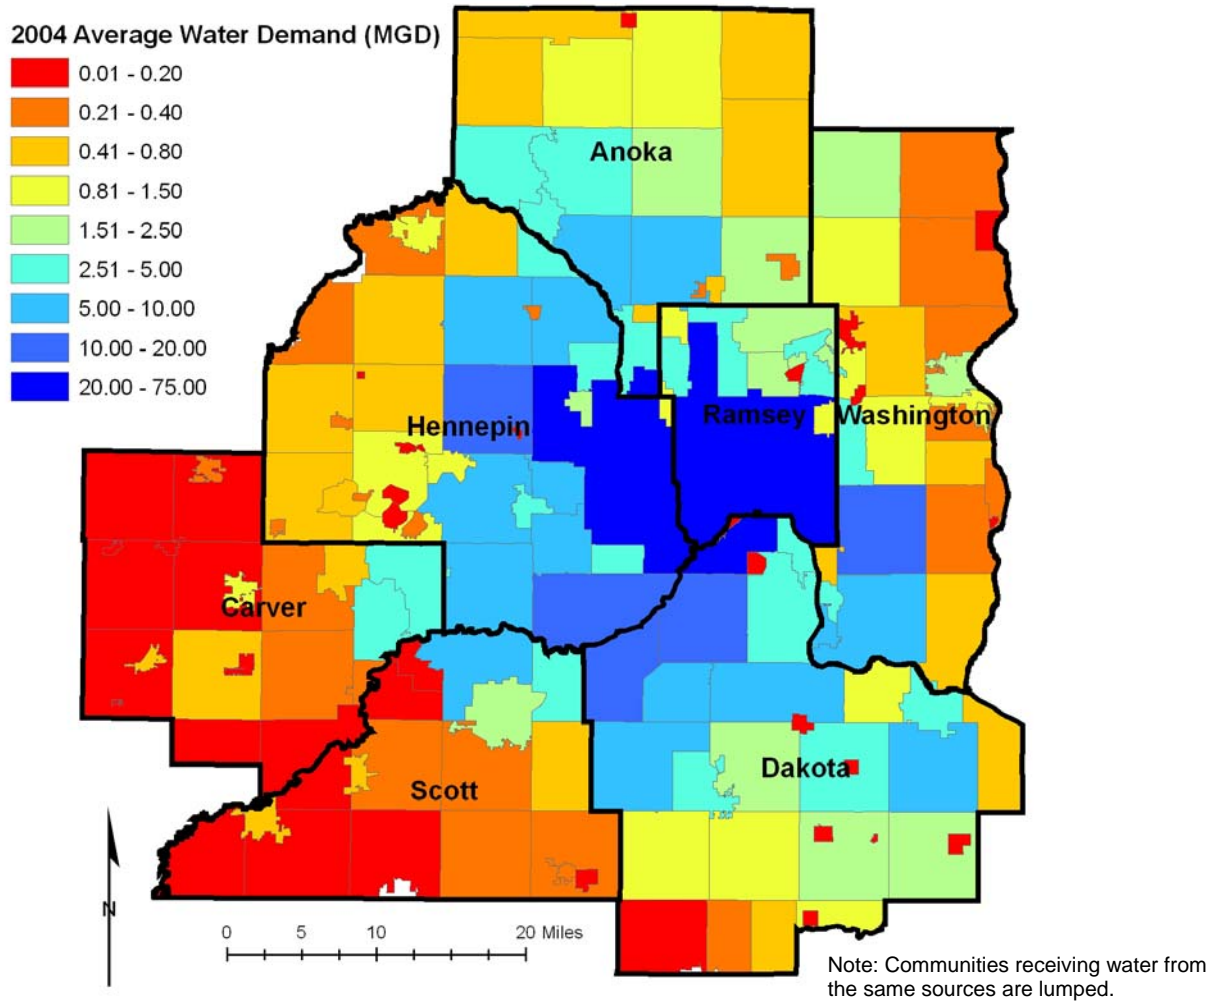 2004 Average Water Demand (MGD)
0.01 - 0.20
0.21 - 0.40
0.41 - 0.80
0.81 - 1.50
1.51 - 2.50
2.51 - 5.00
5.00 - 10.00
10.00 - 20.00
20.00 - 75.00
Anoka
Hennepin
Ramsey
Washington
Carver
Scott
Dakota
N
0 5 10 20 Miles
Note: Communities receiving water from
the same sources are lumped.